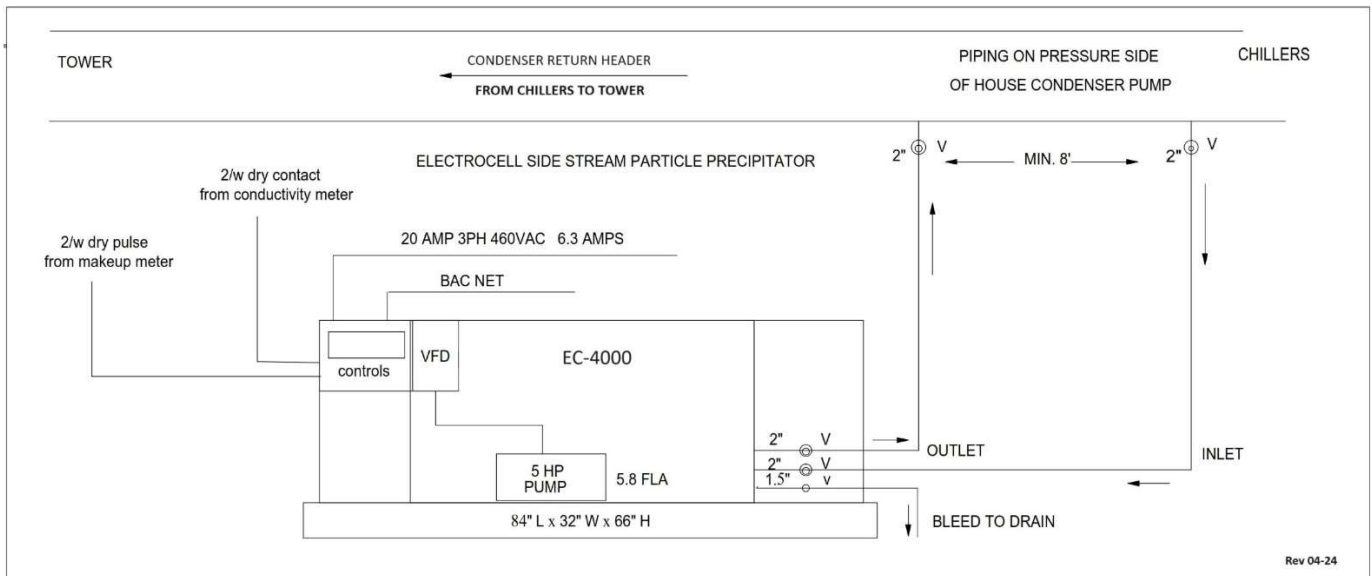 TOWER
CONDENSER RETURN HEADER
FROM CHILLERS TO TOWER
PIPING ON PRESSURE SIDE
OF HOUSE CONDENSER PUMP
CHILLERS
2" V
MIN. 8'
2" V
ELECTROCELL SIDE STREAM PARTICLE PRECIPITATOR
2/w dry contact
from conductivity meter
2/w dry pulse
from makeup meter
20 AMP 3PH 460VAC 6.3 AMPS
BAC NET
controls
VFD
EC-4000
2" V
OUTLET
2" V
INLET
1.5" v
5 HP
PUMP
5.8 FLA
84" L x 32" W x 66" H
BLEED TO DRAIN
Rev 04-24